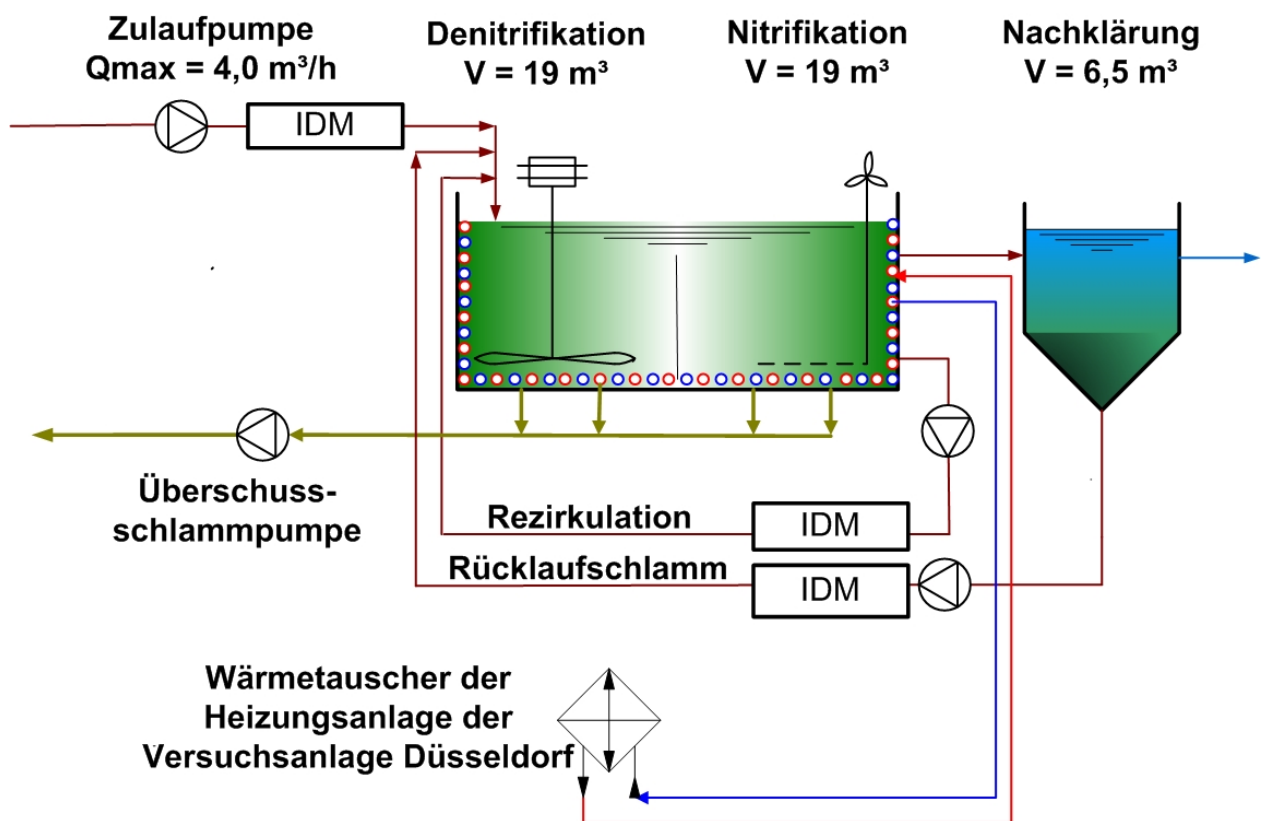 Zulaufpumpe
Qmax = 4,0 m³/h
Denitrifikation
V = 19 m³
Nitrifikation
V = 19 m³
Nachklärung
V = 6,5 m³
IDM
Überschuss-
schlammpumpe
Rezirkulation
IDM
Rücklaufschlamm
IDM
Wärmetauscher der
Heizungsanlage der
Versuchsanlage Düsseldorf